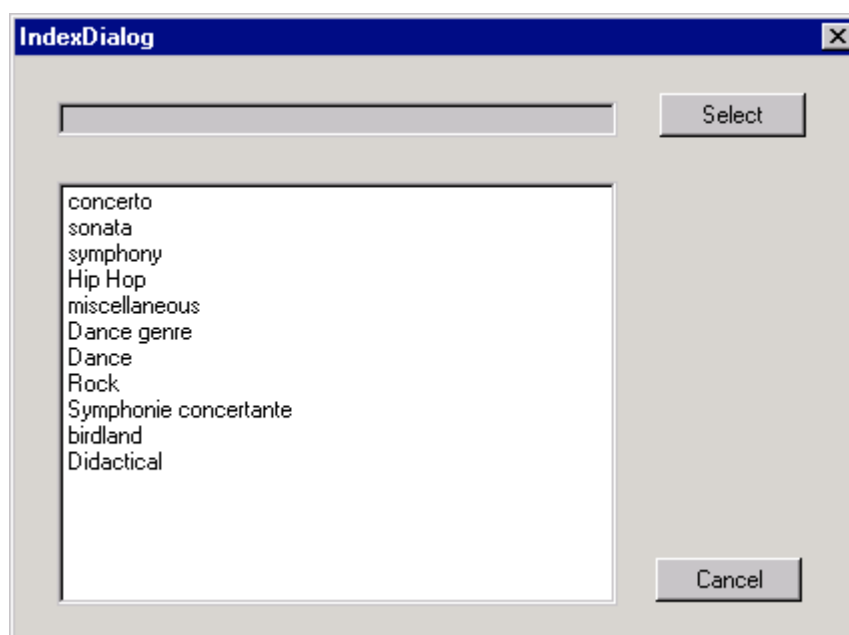 IndexDialog
Select
concerto
sonata
symphony
Hip Hop
miscellaneous
Dance genre
Dance
Rock
Symphonie concertante
birdland
Didactical
Cancel